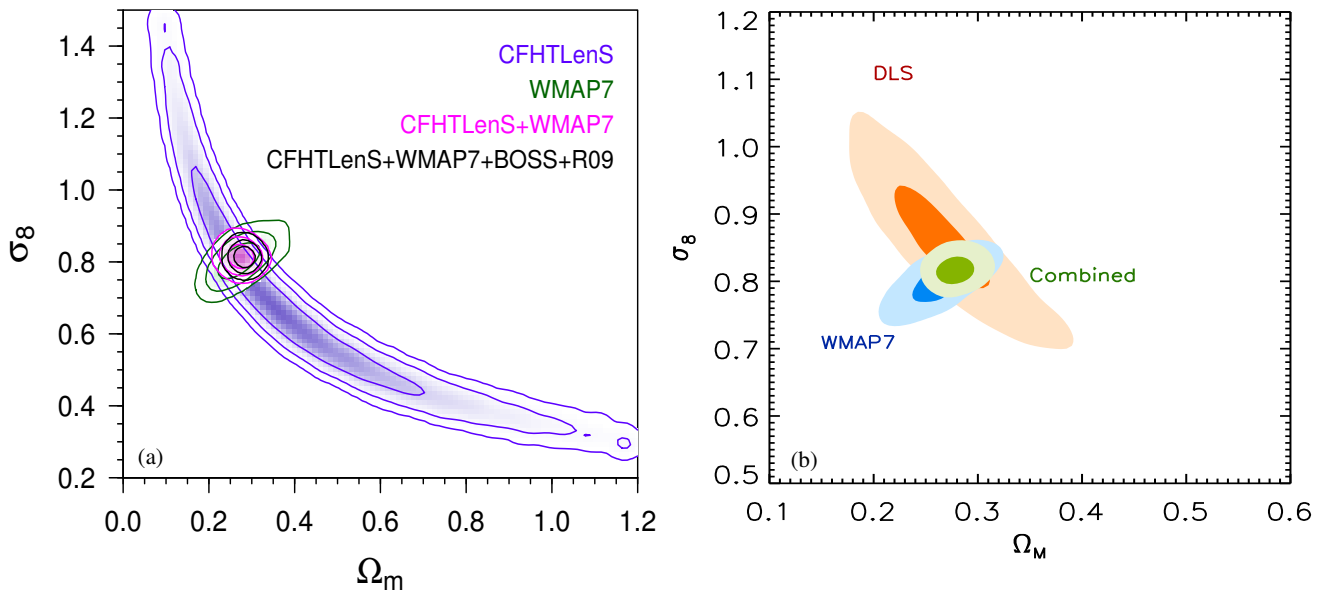 CFHTLenS
WMAP7
CFHTLenS+WMAP7
CFHTLenS+WMAP7+BOSS+R09
1.4
1.2
1.0
0.8
0.6
0.4
0.2
σ8
(a)
0.0 0.2 0.4 0.6 0.8 1.0 1.2
Ωm
1.2
1.1
1.0
0.9
0.8
0.7
0.6
0.5
σ8
DLS
Combined
WMAP7
(b)
0.1 0.2 0.3 0.4 0.5 0.6
ΩM